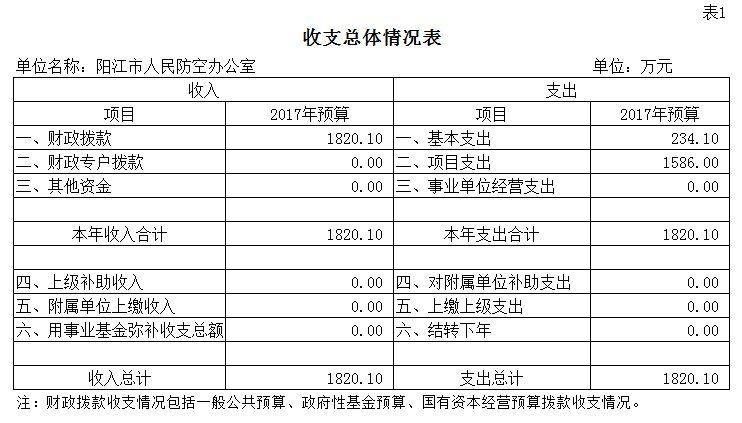 表1
收支总体情况表
单位名称：阳江市人民防空办公室 单位：万元
收入 支出
项目 2017年预算 项目 2017年预算
一、财政拨款 1820.10 一、基本支出 234.10
二、财政专户拨款 0.00 二、项目支出 1586.00
三、其他资金 0.00 三、事业单位经营支出 0.00
本年收入合计 1820.10 本年支出合计 1820.10
四、上级补助收入 0.00 四、对附属单位补助支出 0.00
五、附属单位上缴收入 0.00 五、上缴上级支出 0.00
六、用事业基金弥补收支总额 0.00 六、结转下年 0.00
收入总计 1820.10 支出总计 1820.10
注：财政拨款收支情况包括一般公共预算、政府性基金预算、国有资本经营预算拨款收支情况。